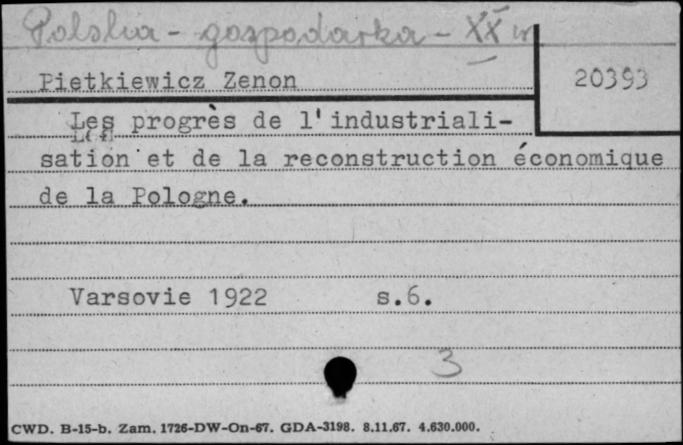 Polska - gospodarka - XX w
Pietkiewicz Zenon
20393
Les progrès de l'industriali-
sation et de la reconstruction économique
de la Pologne.
Varsovie 1922 s.6.
3
CWD. B-15-b. Zam. 1726-DW-On-67. GDA-3198. 8.11.67. 4.630.000.